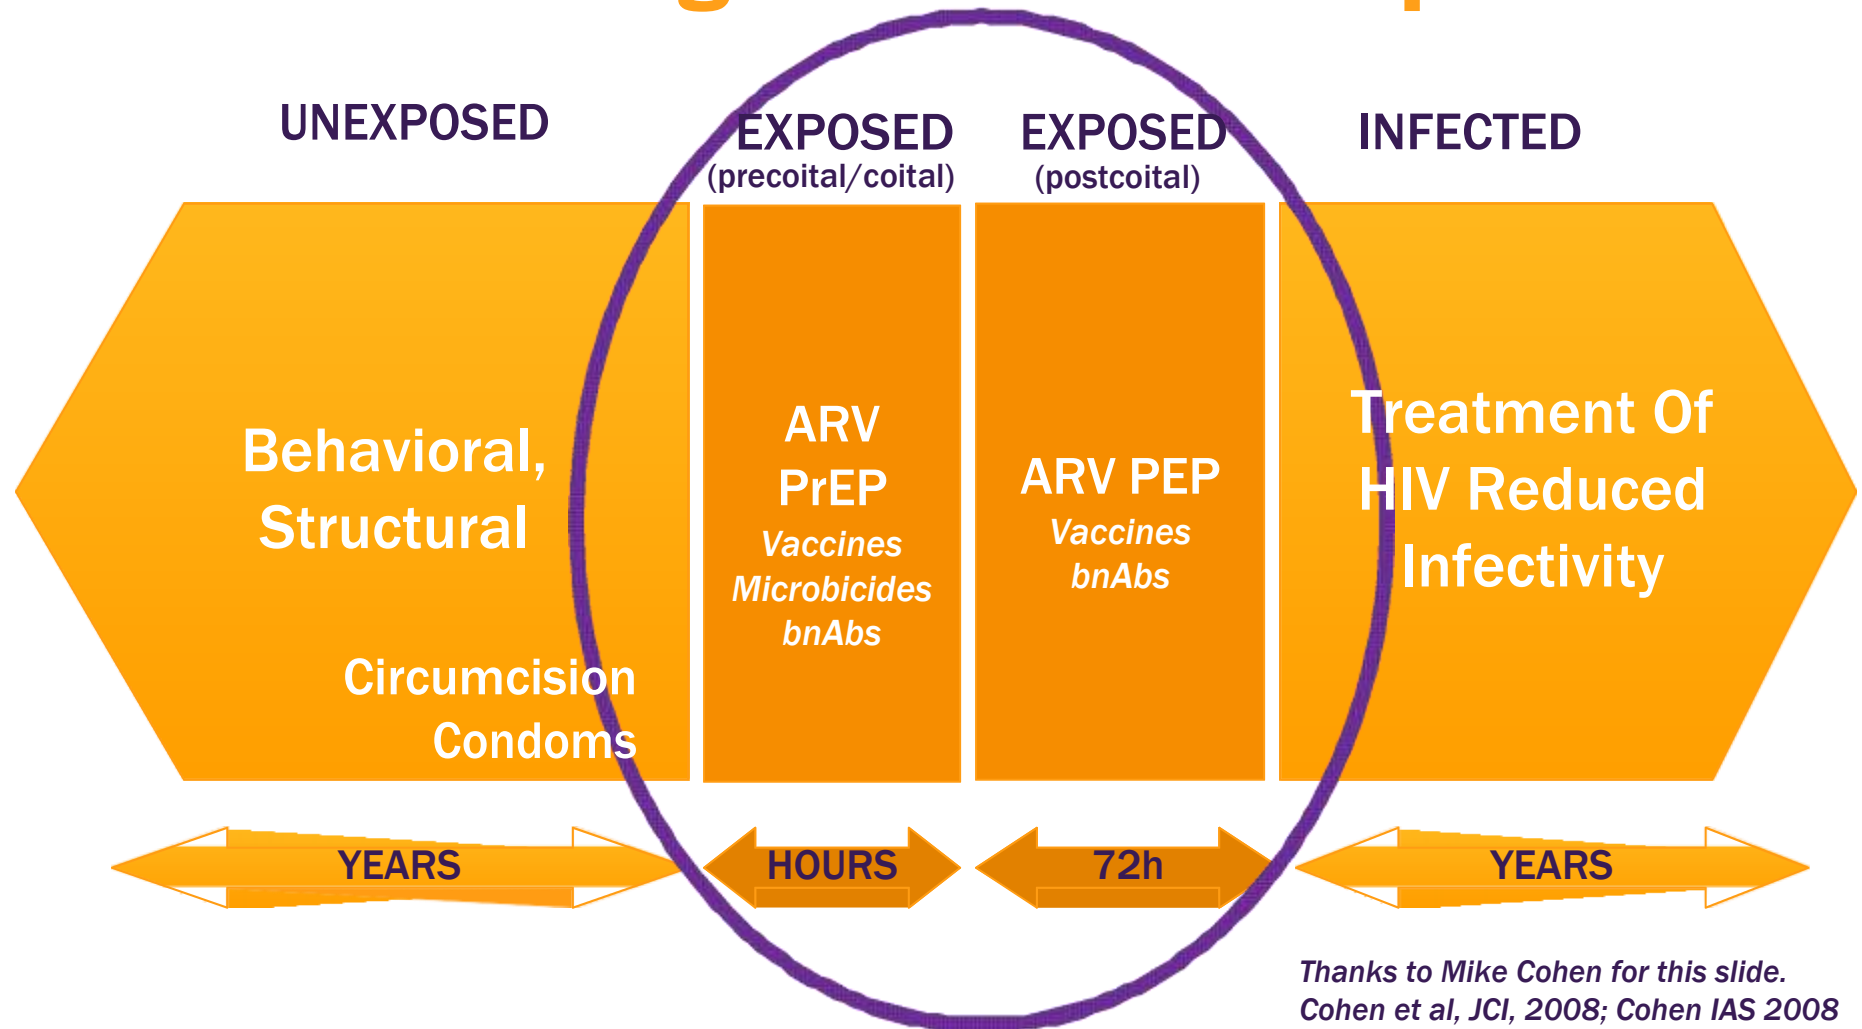 UNEXPOSED
EXPOSED
(precoital/coital)
EXPOSED
(postcoital)
INFECTED
Behavioral,
Structural
Circumcision
Condoms
ARV
PrEP
Vaccines
Microbicides
bnAbs
ARV PEP
Vaccines
bnAbs
Treatment Of
HIV Reduced
Infectivity
YEARS
HOURS
72h
YEARS
Thanks to Mike Cohen for this slide.
Cohen et al, JCI, 2008; Cohen IAS 2008